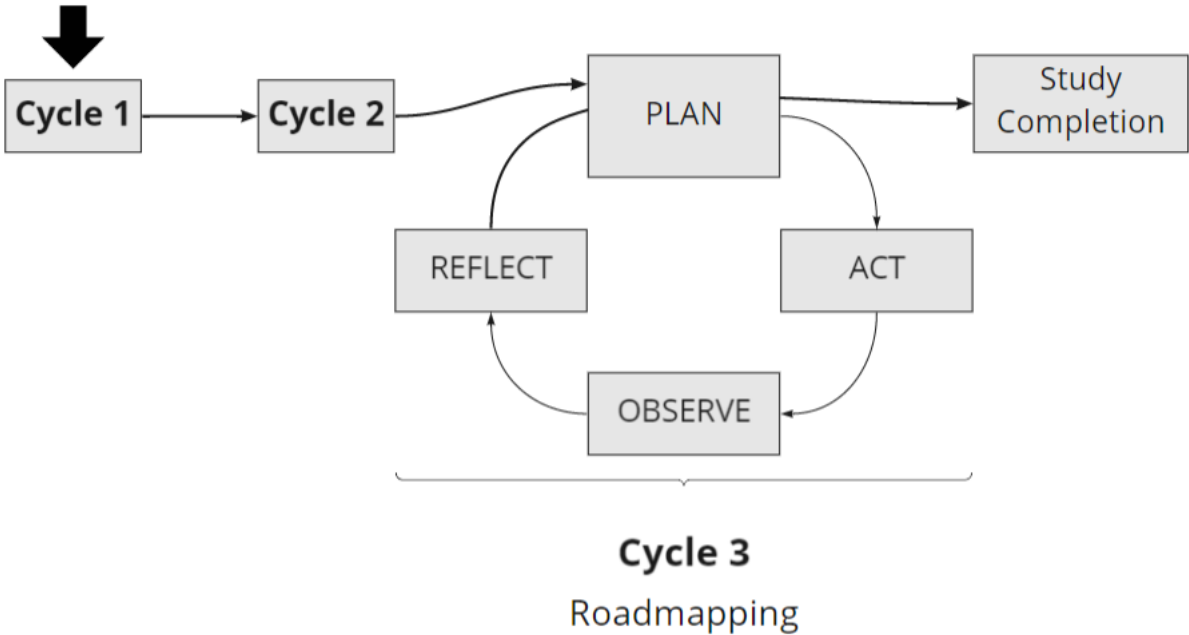 Cycle 1
Cycle 2
PLAN
Study
Completion
REFLECT
ACT
OBSERVE
Cycle 3
Roadmapping